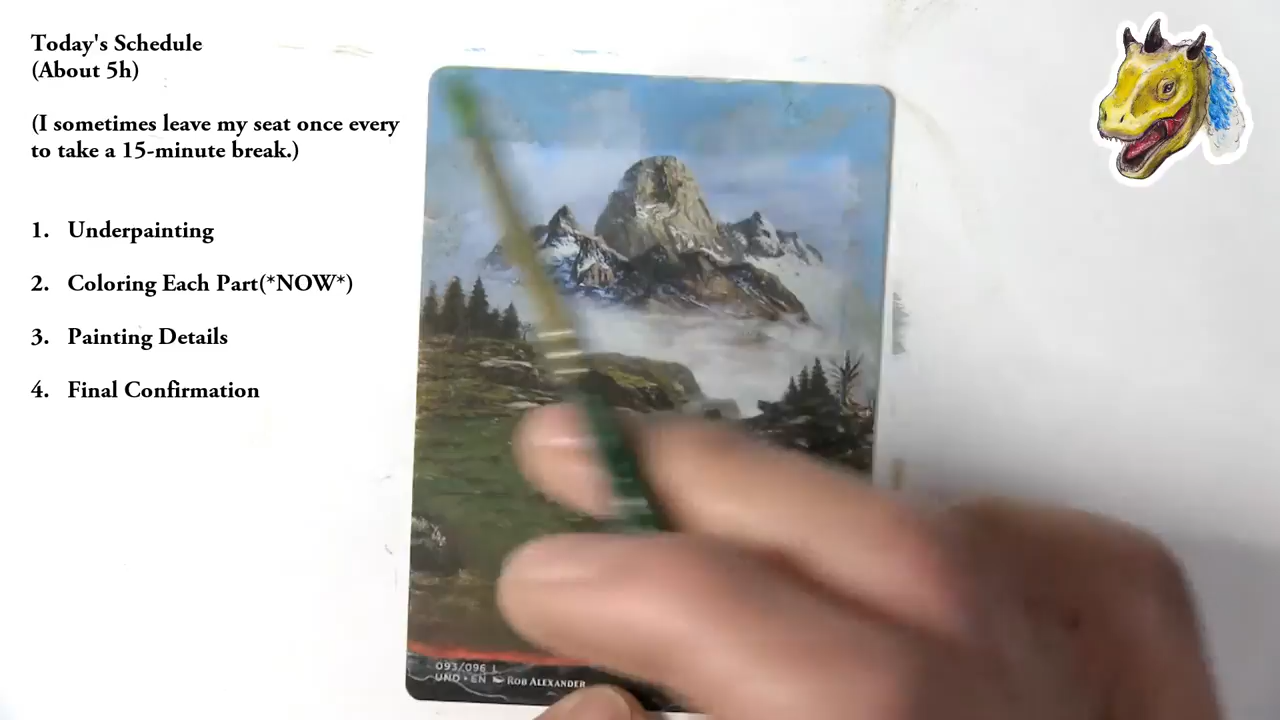 Today's Schedule
(About 5h)
(I sometimes leave my seat once every
to take a 15-minute break.)
1. Underpainting
2. Coloring Each Part(*NOW*)
3. Painting Details
4. Final Confirmation
093/096 L
UND • EN ROB ALEXANDER